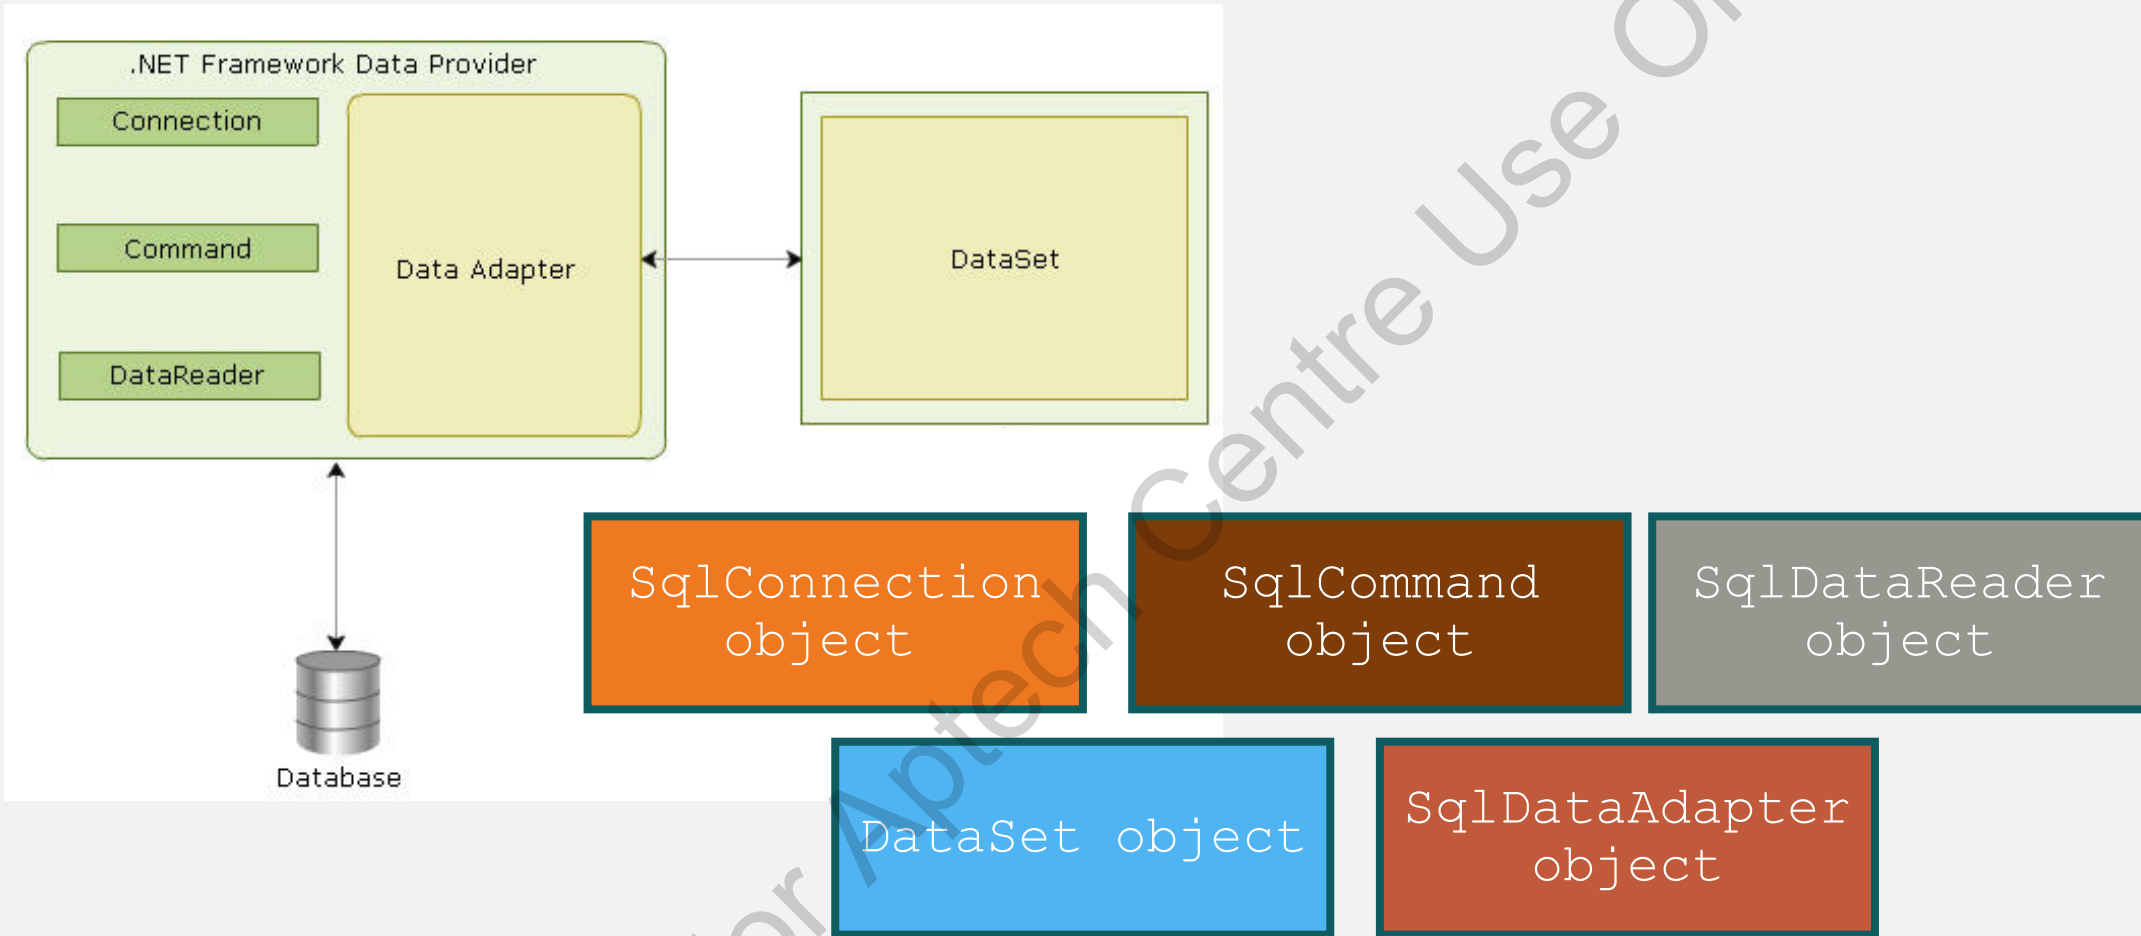 .NET Framework Data Provider
Connection
Command
DataReader
Data Adapter
DataSet
Database
SqlConnection
object
SqlCommand
object
SqlDataReader
object
DataSet object
SqlDataAdapter
object
or Aptech Centre Use O